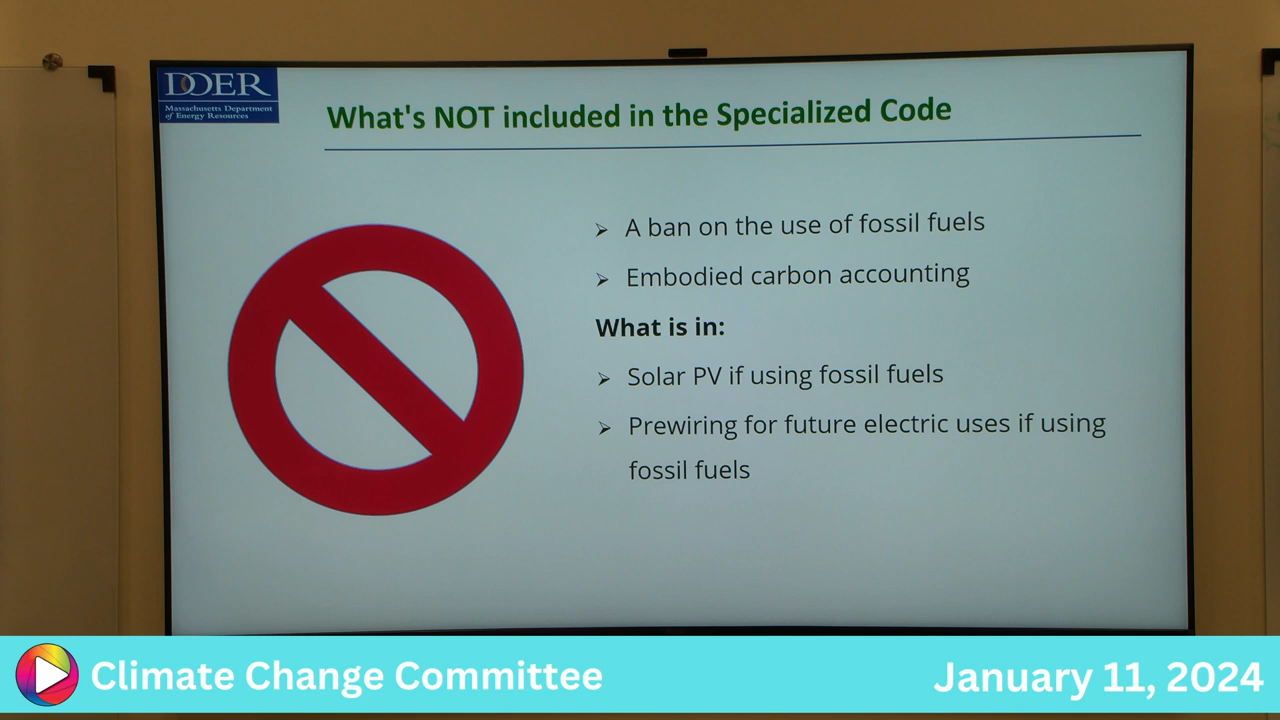 DOER
Massachusetts Department
of Energy Resources
What's NOT included in the Specialized Code
➢ A ban on the use of fossil fuels
➢ Embodied carbon accounting
What is in:
➢ Solar PV if using fossil fuels
➢ Prewiring for future electric uses if using
fossil fuels
Climate Change Committee
January 11, 2024